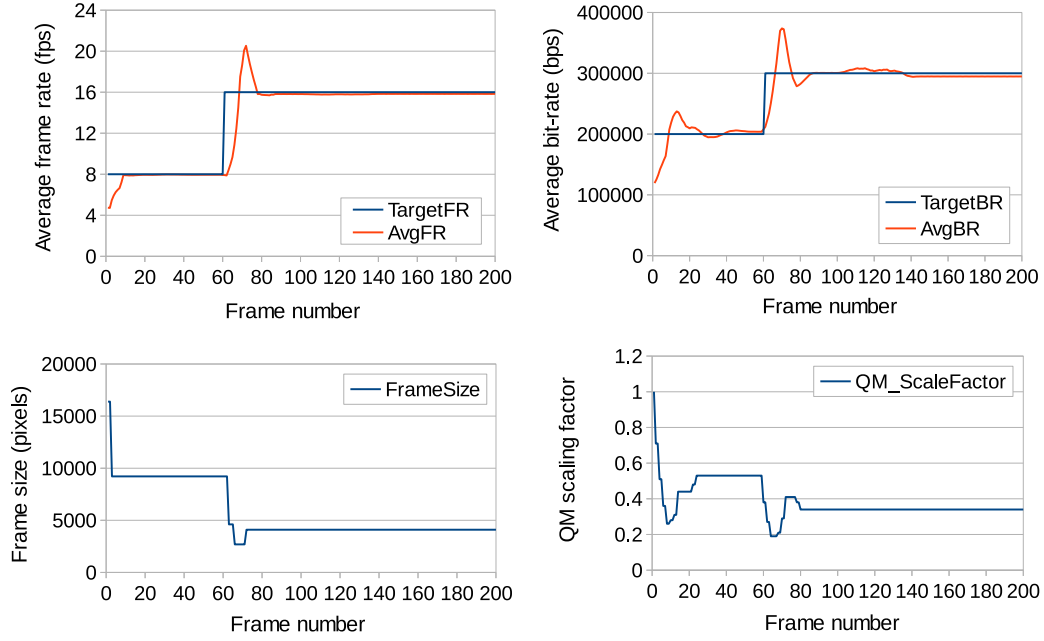 24
20
16
12
8
4
0
0 20 40 60 80 100 120 140 160 180 200
Average frame rate (fps)
Frame number
TargetFR
AvgFR
400000
300000
200000
100000
0
0 20 40 60 80 100 120 140 160 180 200
Average bit-rate (bps)
Frame number
TargetBR
AvgBR
20000
15000
10000
5000
0
0 20 40 60 80 100 120 140 160 180 200
Frame size (pixels)
Frame number
FrameSize
1.2
1
0.8
0.6
0.4
0.2
0
0 20 40 60 80 100 120 140 160 180 200
QM scaling factor
Frame number
QM_ScaleFactor